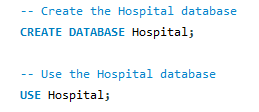 -- Create the Hospital database
CREATE DATABASE Hospital;
-- Use the Hospital database
USE Hospital;